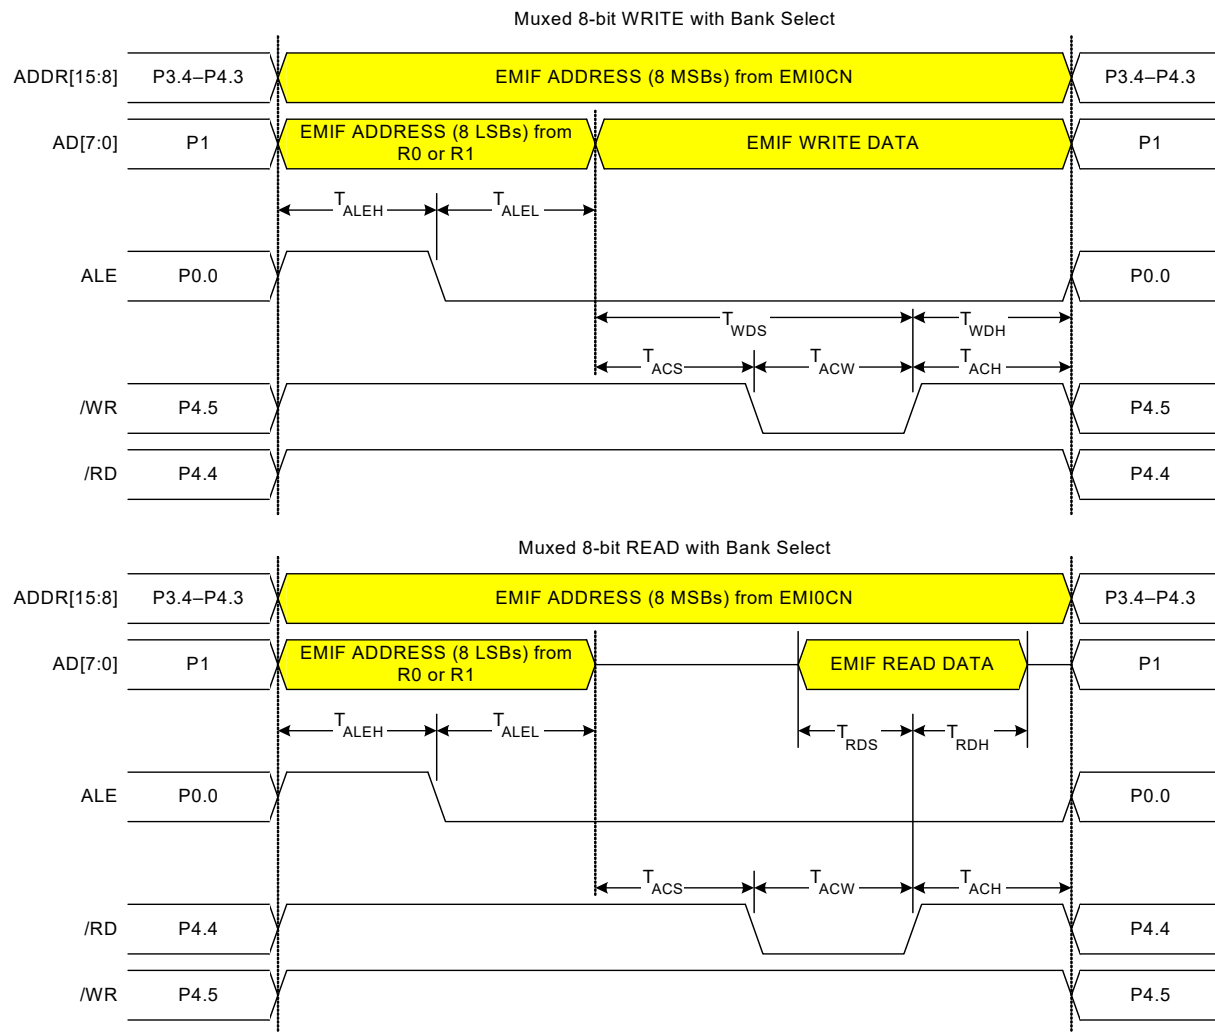 Muxed 8-bit WRITE with Bank Select
ADDR[15:8] P3.4–P4.3 EMIF ADDRESS (8 MSBs) from EMI0CN P3.4–P4.3
AD[7:0] P1 EMIF ADDRESS (8 LSBs) from
R0 or R1 EMIF WRITE DATA P1
TALEH TALEL
ALE P0.0 P0.0
TWDS TWDH
TACS TACW TACH
/WR P4.5 P4.5
/RD P4.4 P4.4
Muxed 8-bit READ with Bank Select
ADDR[15:8] P3.4–P4.3 EMIF ADDRESS (8 MSBs) from EMI0CN P3.4–P4.3
AD[7:0] P1 EMIF ADDRESS (8 LSBs) from
R0 or R1 EMIF READ DATA P1
TALEH TALEL TRDS TRDH
ALE P0.0 P0.0
TACS TACW TACH
/RD P4.4 P4.4
/WR P4.5 P4.5